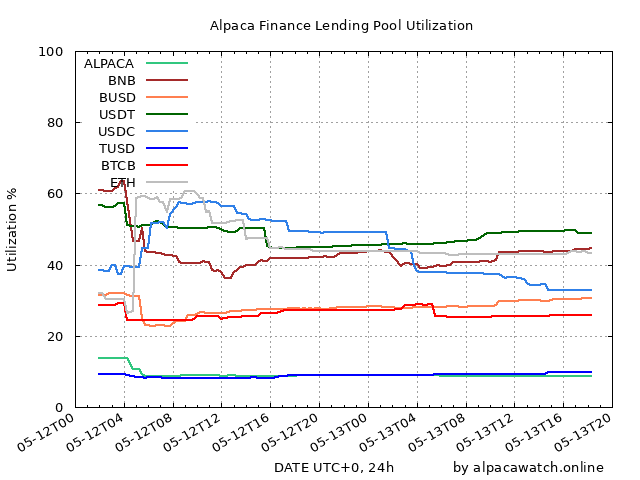 Alpaca Finance Lending Pool Utilization
Utilization %
100
80
60
40
20
0
ALPACA
BNB
BUSD
USDT
USDC
TUSD
BTCB
ETH
05-12T00
05-12T04
05-12T08
05-12T12
05-12T16
05-12T20
05-13T00
05-13T04
05-13T08
05-13T12
05-13T16
05-13T20
DATE UTC+0, 24h
by alpacawatch.online